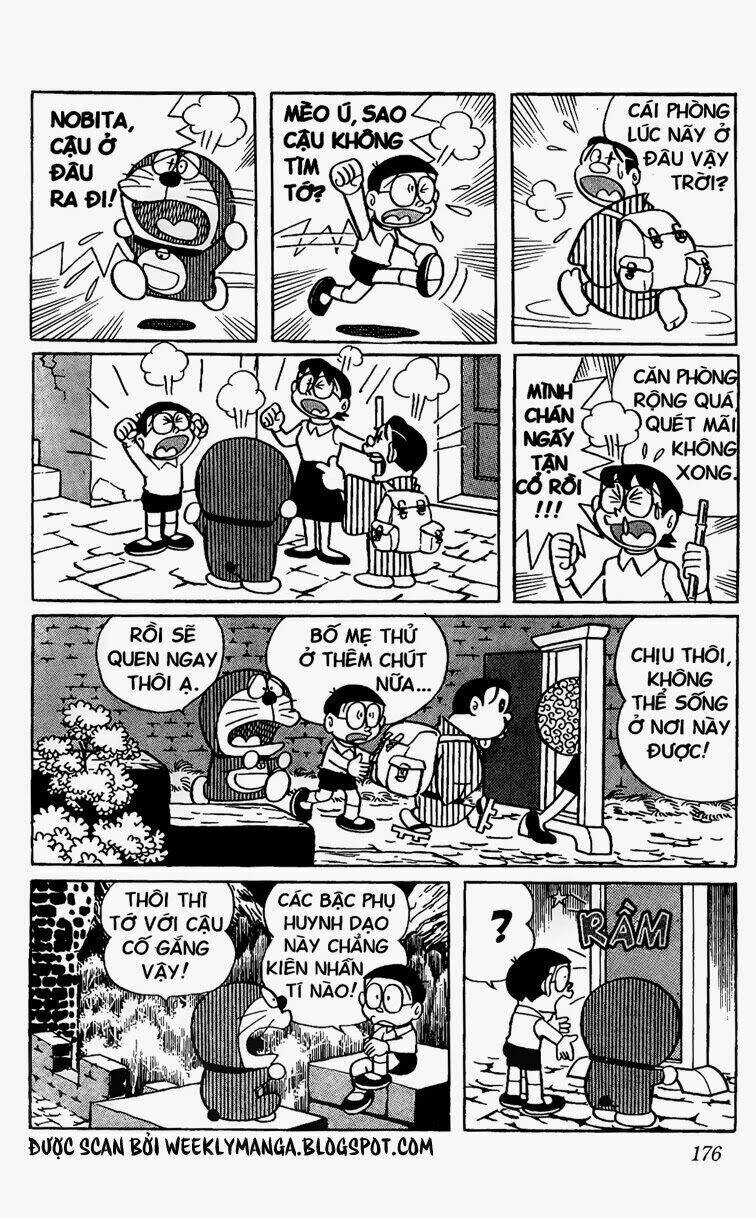 NOBITA,
CẬU Ở
ĐÂU
RA ĐI!
MÈO Ú, SAO
CẬU KHÔNG
TÌM
TỚ?
CÁI PHÒNG
LÚC NÃY Ở
ĐÂU VẬY
TRỜI?
CĂN PHÒNG
RỘNG QUÁ
QUÉT MÃI
KHÔNG
XONG.
MÌNH
CHÁN
NGẤY
TẬN
CỔ RỒI
!!!
RỒI SẼ
QUEN NGAY
THÔI Ạ.
BỐ MẸ THỬ
Ở THÊM CHÚT
NỮA...
CHỊU THÔI,
KHÔNG
THỂ SỐNG
Ở NƠI NÀY
ĐƯỢC!
THÔI THÌ
TỚ VỚI CẬU
CỐ GẮNG
VẬY!
CÁC BẬC PHỤ
HUYNH DẠO
NÀY CHẲNG
KIÊN NHẪN
TÍ NÀO!
?
RẦM
ĐƯỢC SCAN BỞI WEEKLYMANGA.BLOGSPOT.COM
176